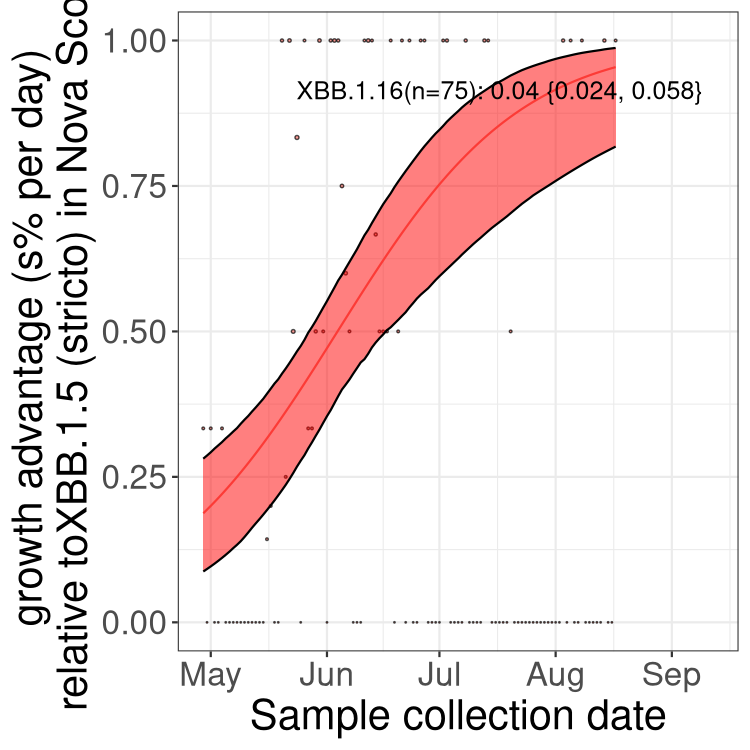 growth advantage (s% per day)
relative toXBB.1.5 (stricto) in Nova Sco
1.00
0.75
0.50
0.25
0.00
XBB.1.16(n=75): 0.04 {0.024, 0.058}
May Jun Jul Aug Sep
Sample collection date